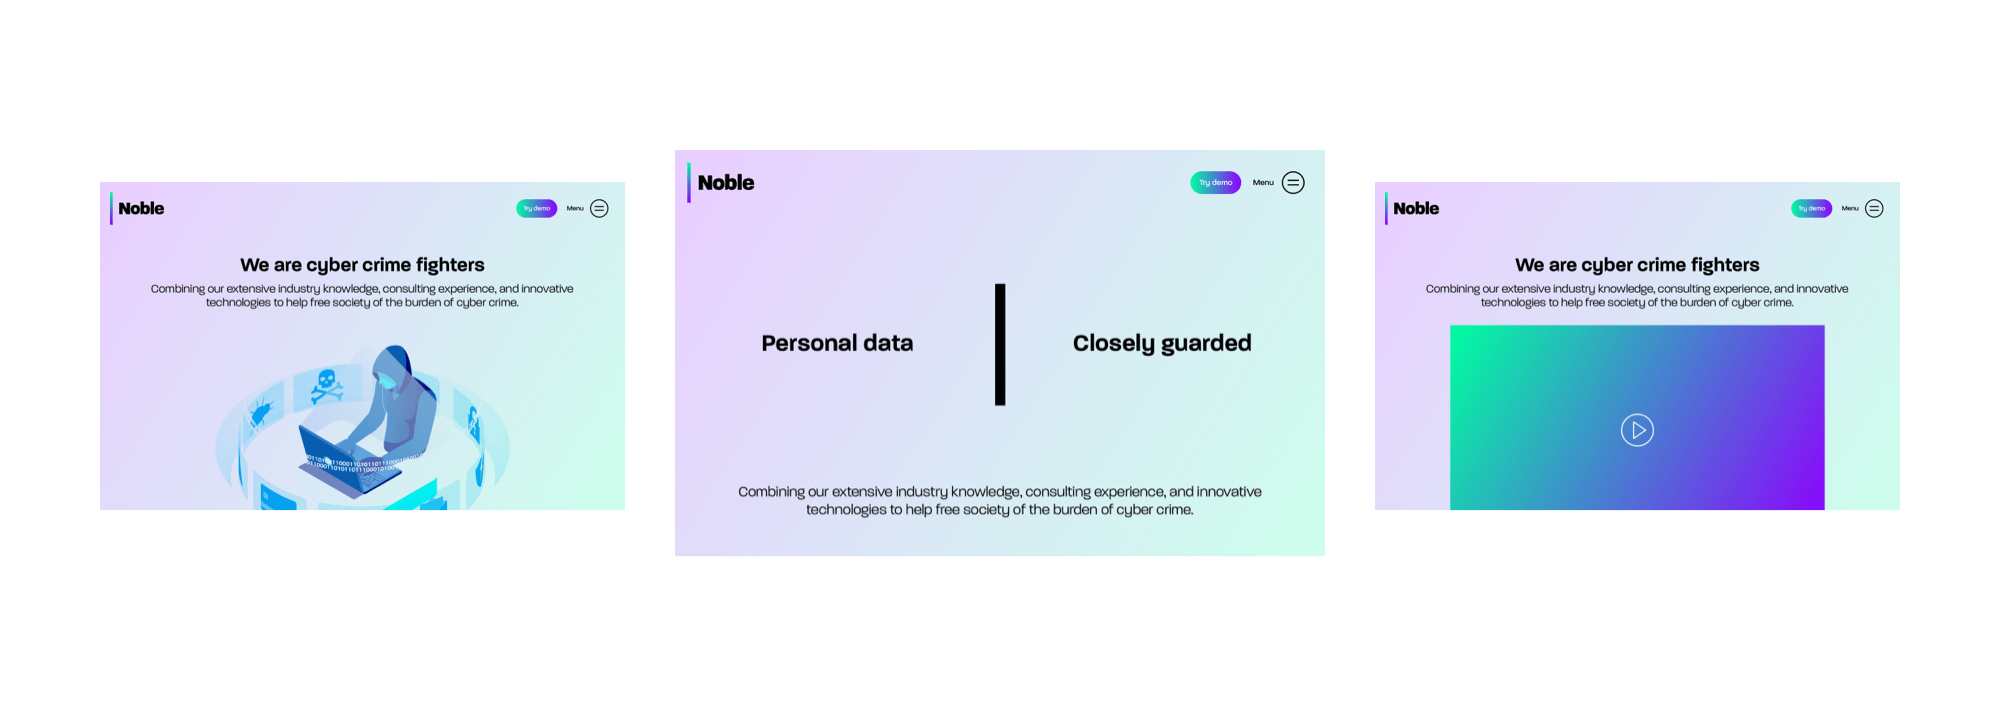 Noble
Try demo
Menu
We are cyber crime fighters
Combining our extensive industry knowledge, consulting experience, and innovative
technologies to help free society of the burden of cyber crime.
Noble
Try demo
Menu
Personal data
Closely guarded
Combining our extensive industry knowledge, consulting experience, and innovative
technologies to help free society of the burden of cyber crime.
Noble
Try demo
Menu
We are cyber crime fighters
Combining our extensive industry knowledge, consulting experience, and innovative
technologies to help free society of the burden of cyber crime.